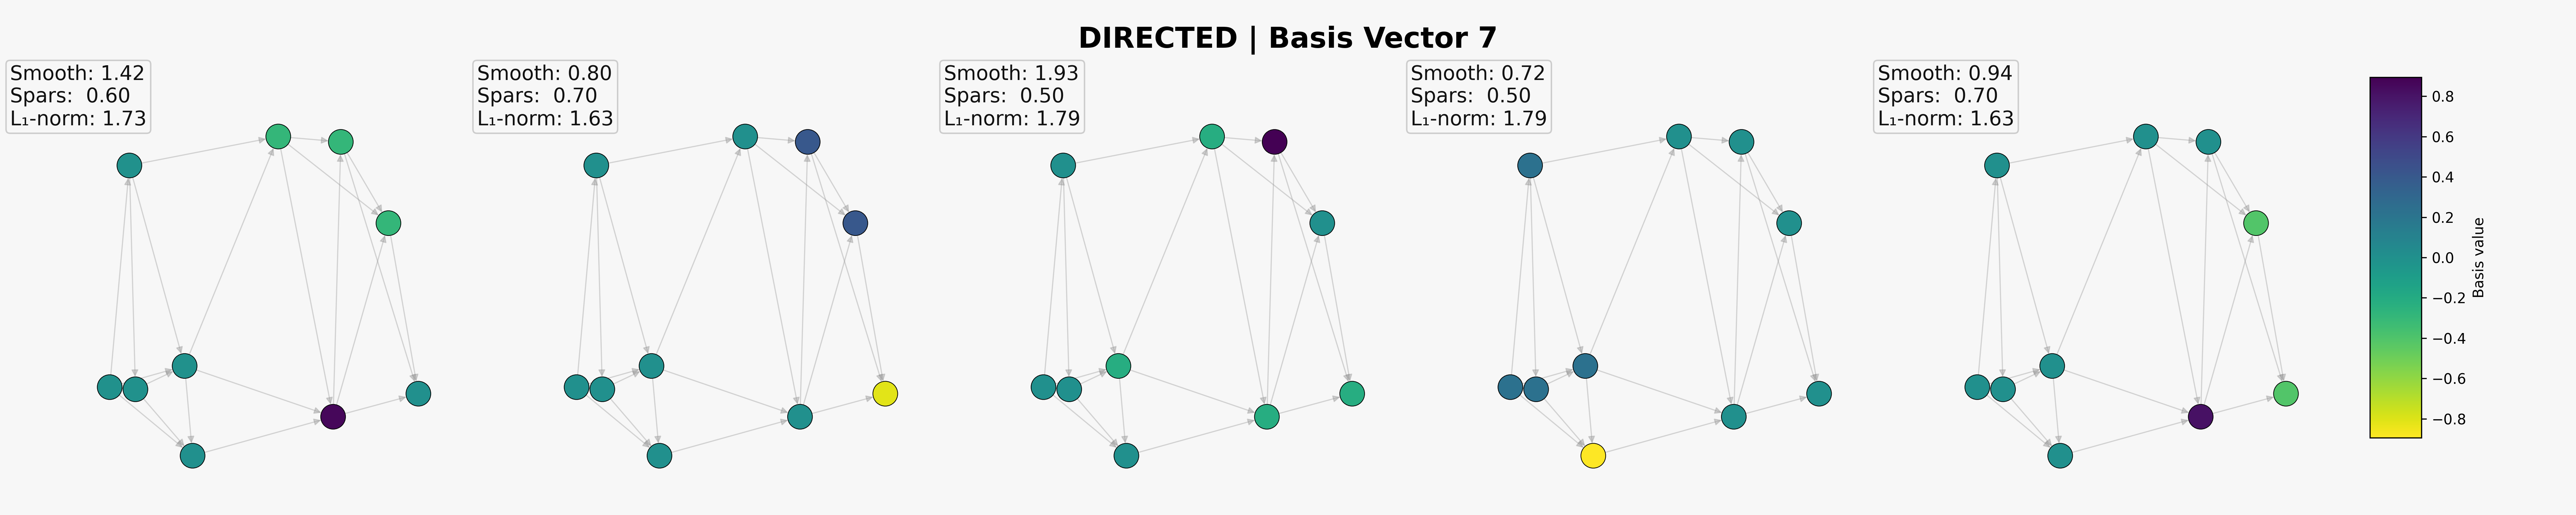 DIRECTED | Basis Vector 7
Smooth: 1.42
Spars:  0.60
L₁-norm: 1.73
Smooth: 0.80
Spars:  0.70
L₁-norm: 1.63
Smooth: 1.93
Spars:  0.50
L₁-norm: 1.79
Smooth: 0.72
Spars:  0.50
L₁-norm: 1.79
Smooth: 0.94
Spars:  0.70
L₁-norm: 1.63
0.8
0.6
0.4
0.2
0.0
−0.2
−0.4
−0.6
−0.8
Basis value